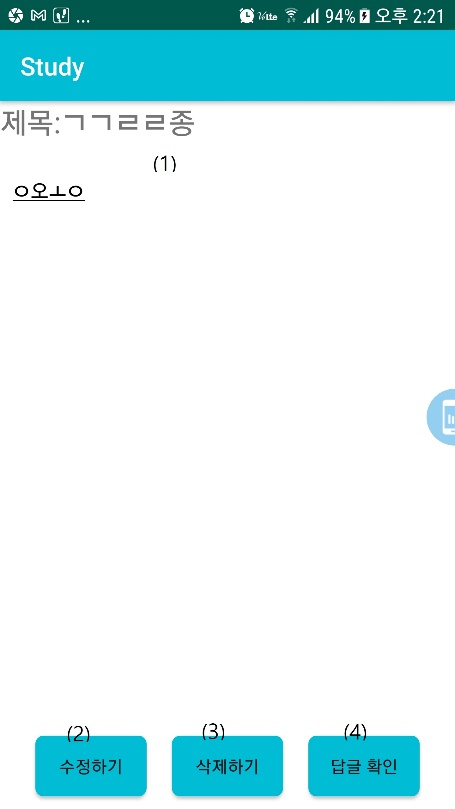 ... 94% 오후 2:21
Study
제목:ㄱㄱㄹㄹ종
(1)
ㅇ오ㅗㅇ
(2) (3) (4)
수정하기 삭제하기 답글 확인